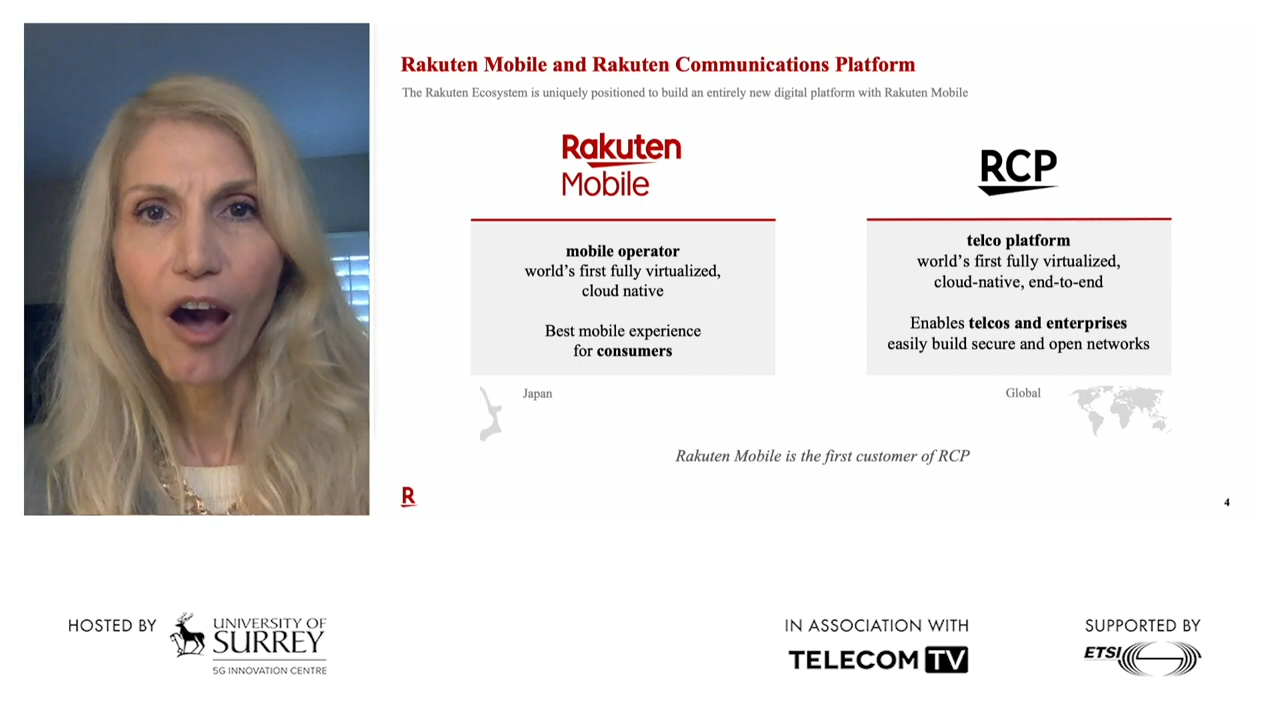 Rakuten Mobile and Rakuten Communications Platform
The Rakuten Ecosystem is uniquely positioned to build an entirely new digital platform with Rakuten Mobile
Rakuten
Mobile
mobile operator
world's first fully virtualized,
cloud native
Best mobile experience
for consumers
Japan
RCP
telco platform
world's first fully virtualized,
cloud-native, end-to-end
Enables telcos and enterprises
easily build secure and open networks
Global
Rakuten Mobile is the first customer of RCP
R
4
HOSTED BY
UNIVERSITY OF
SURREY
5G INNOVATION CENTRE
IN ASSOCIATION WITH
TELECOM TV
SUPPORTED BY
ETSI